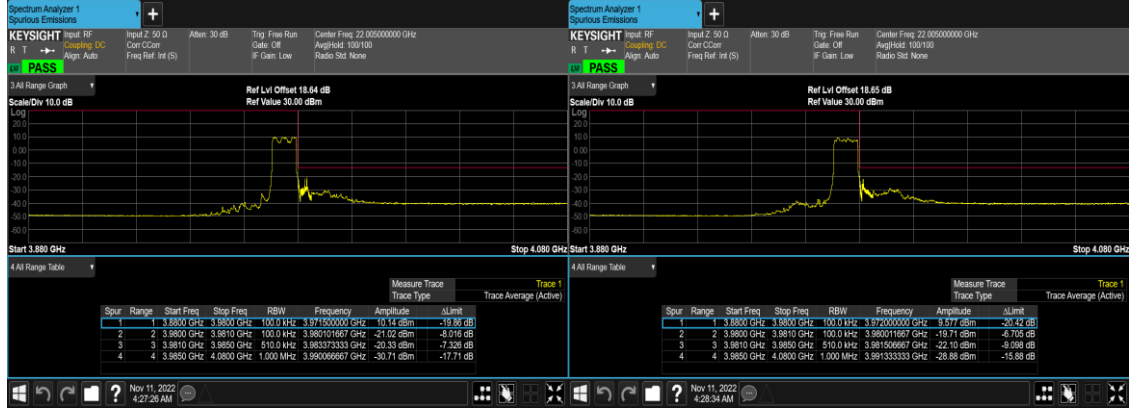 Spectrum Analyzer 1
Spurious Emissions
+
KEYSIGHT
R T
LXI
PASS
Input: RF
Coupling: DC
Align: Auto
Input Z: 50 Ω
Corr CCorr
Freq Ref: Int (S)
Atten: 30 dB
Trig: Free Run
Gate: Off
IF Gain: Low
Center Freq: 22.005000000 GHz
Avg|Hold: 100/100
Radio Std: None
3 All Range Graph
Scale/Div 10.0 dB
Ref Lvl Offset 18.64 dB
Ref Value 30.00 dBm
Log
20.0
10.0
0.00
-10.0
-20.0
-30.0
-40.0
-50.0
-60.0
Start 3.880 GHz
Stop 4.080 GHz
4 All Range Table
Measure Trace Trace 1
Trace Type Trace Average (Active)
Spur Range Start Freq Stop Freq RBW Frequency Amplitude ΔLimit
1 1 3.8800 GHz 3.9800 GHz 100.0 kHz 3.971500000 GHz 10.14 dBm -19.86 dB
2 2 3.9800 GHz 3.9810 GHz 100.0 kHz 3.980101667 GHz -21.02 dBm -8.016 dB
3 3 3.9810 GHz 3.9850 GHz 510.0 kHz 3.983373333 GHz -20.33 dBm -7.326 dB
4 4 3.9850 GHz 4.0800 GHz 1.000 MHz 3.990066667 GHz -30.71 dBm -17.71 dB
?
Nov 11, 2022
4:27:26 AM
Spectrum Analyzer 1
Spurious Emissions
+
KEYSIGHT
R T
LXI
PASS
Input: RF
Coupling: DC
Align: Auto
Input Z: 50 Ω
Corr CCorr
Freq Ref: Int (S)
Atten: 30 dB
Trig: Free Run
Gate: Off
IF Gain: Low
Center Freq: 22.005000000 GHz
Avg|Hold: 100/100
Radio Std: None
3 All Range Graph
Scale/Div 10.0 dB
Ref Lvl Offset 18.65 dB
Ref Value 30.00 dBm
Log
20.0
10.0
0.00
-10.0
-20.0
-30.0
-40.0
-50.0
-60.0
Start 3.880 GHz
Stop 4.080 GHz
4 All Range Table
Measure Trace Trace 1
Trace Type Trace Average (Active)
Spur Range Start Freq Stop Freq RBW Frequency Amplitude ΔLimit
1 1 3.8800 GHz 3.9800 GHz 100.0 kHz 3.972000000 GHz 9.577 dBm -20.42 dB
2 2 3.9800 GHz 3.9810 GHz 100.0 kHz 3.980011667 GHz -19.71 dBm -6.705 dB
3 3 3.9810 GHz 3.9850 GHz 510.0 kHz 3.981506667 GHz -22.10 dBm -9.098 dB
4 4 3.9850 GHz 4.0800 GHz 1.000 MHz 3.991333333 GHz -28.88 dBm -15.88 dB
?
Nov 11, 2022
4:28:34 AM